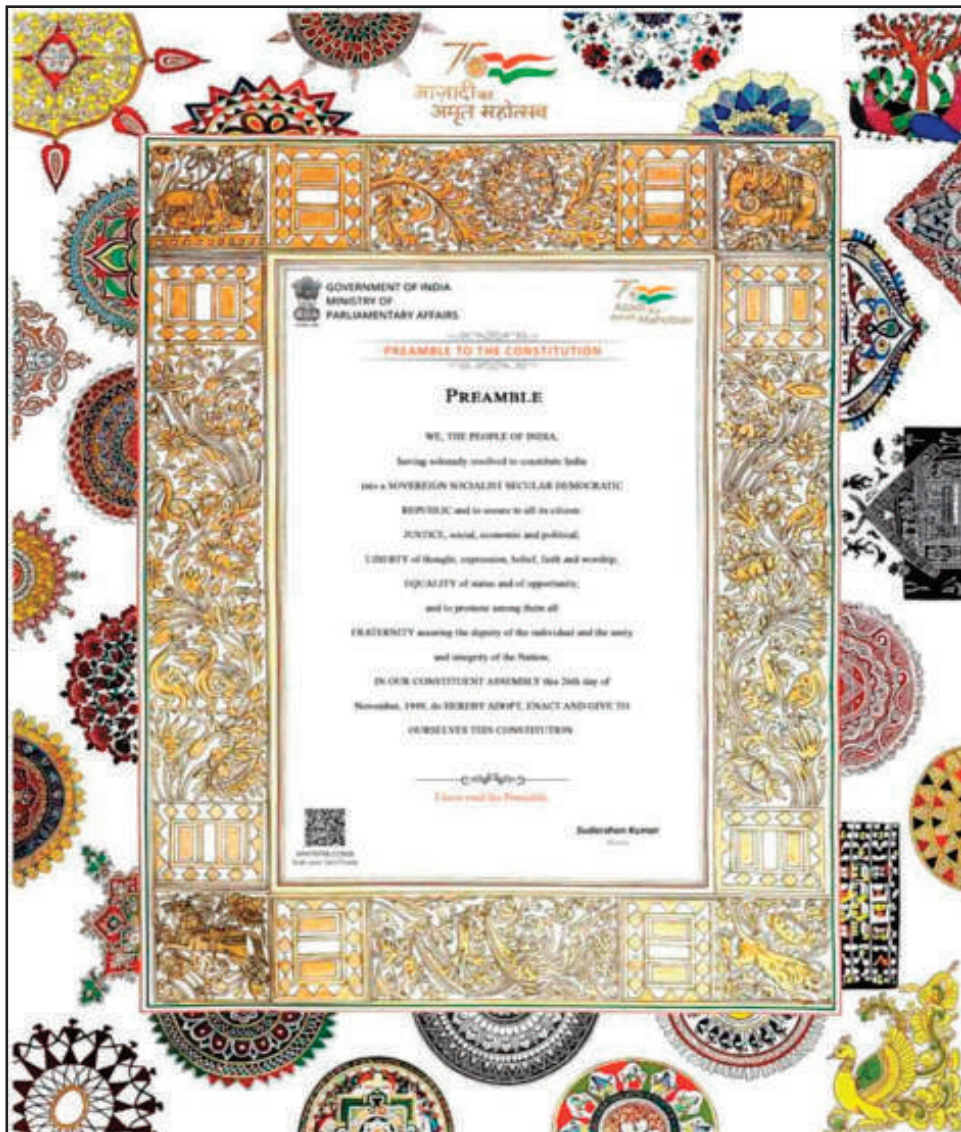 आज़ादी का
अमृत महोत्सव
GOVERNMENT OF INDIA
MINISTRY OF
PARLIAMENTARY AFFAIRS
Azadi Ka
Amrit Mahotsav
PREAMBLE TO THE CONSTITUTION
PREAMBLE
WE, THE PEOPLE OF INDIA,
having solemnly resolved to constitute India
into a SOVEREIGN SOCIALIST SECULAR DEMOCRATIC
REPUBLIC and to secure to all its citizens
JUSTICE, social, economic and political;
LIBERTY of thought, expression, belief, faith and worship;
EQUALITY of status and of opportunity;
and to promote among them all
FRATERNITY assuring the dignity of the individual and the unity
and integrity of the Nation;
IN OUR CONSTITUENT ASSEMBLY this 26th day of
November, 1949, do HEREBY ADOPT, ENACT AND GIVE TO
OURSELVES THIS CONSTITUTION
I have read the Preamble
Sudarshan Kumar